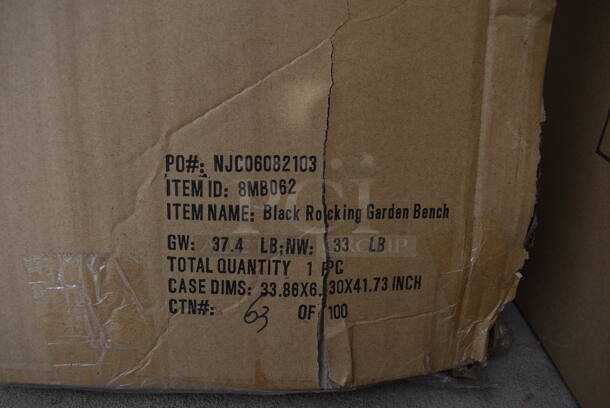 PO#: NJC06082103
ITEM ID: 8MB062
ITEM NAME: Black Rocking Garden Bench
GW: 37.4 LB;NW: 33 LB
TOTAL QUANTITY 1 PC
CASE DIMS: 33.86X6.30X41.73 INCH
CTN#: 63 OF 100